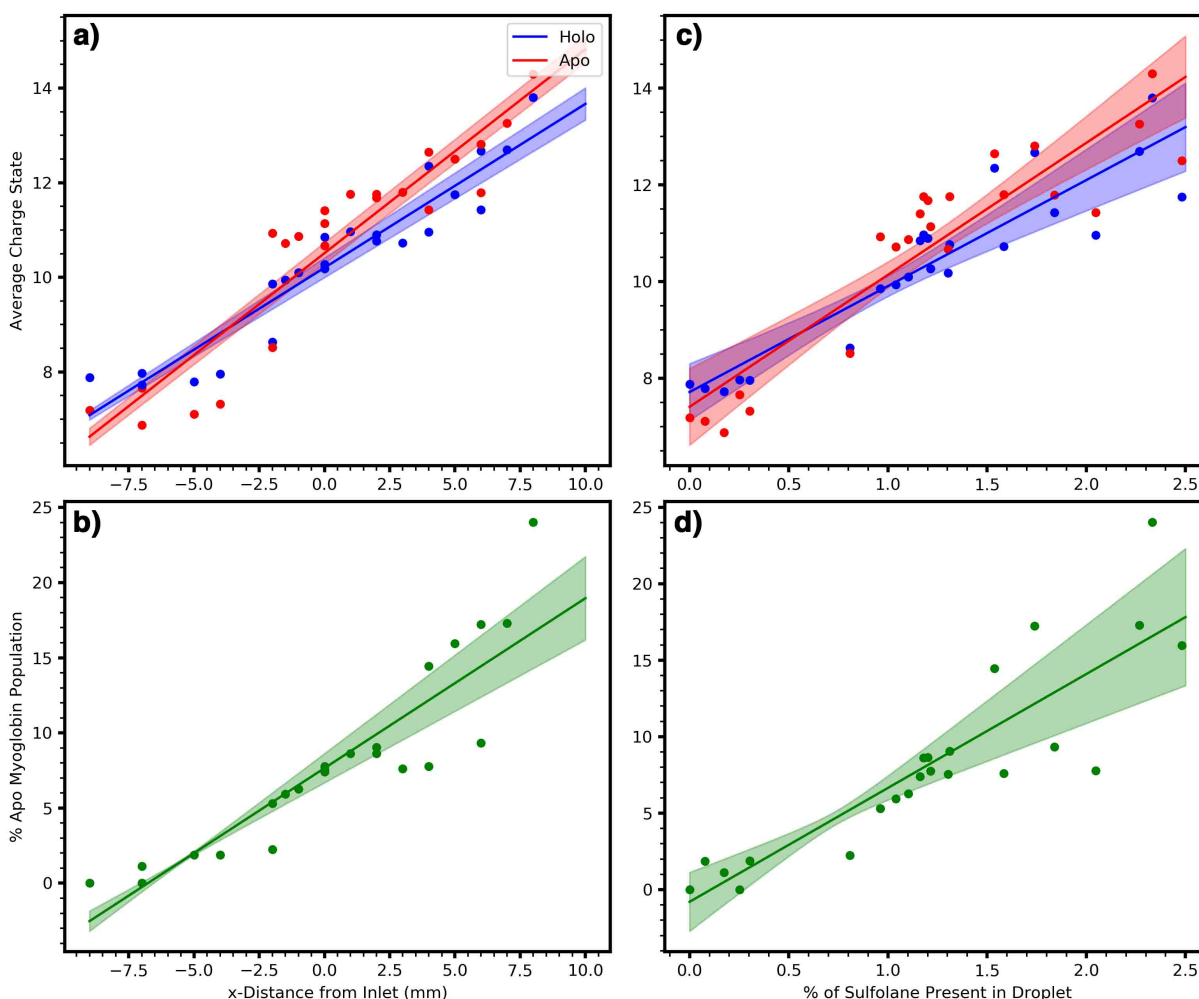 a)
Holo
Apo
Average Charge State
14
12
10
8
−7.5 −5.0 −2.5 0.0 2.5 5.0 7.5 10.0
c)
14
12
10
8
0.0 0.5 1.0 1.5 2.0 2.5
b)
% Apo Myoglobin Population
25
20
15
10
5
0
−7.5 −5.0 −2.5 0.0 2.5 5.0 7.5 10.0
x-Distance from Inlet (mm)
d)
25
20
15
10
5
0
0.0 0.5 1.0 1.5 2.0 2.5
% of Sulfolane Present in Droplet